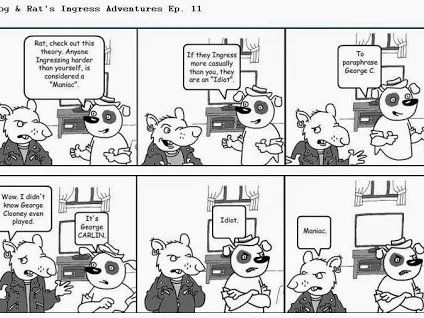 og & Rat's Ingress Adventures Ep. 11
Rat, check out this
theory. Anyone
Ingressing harder
than yourself, is
considered a
"Maniac".
If they Ingress
more casually
than you, they
are an "Idiot".
To
paraphrase
George C.
Wow. I didn't
know George
Clooney even
played.
It's
George
CARLIN.
Idiot.
Maniac.